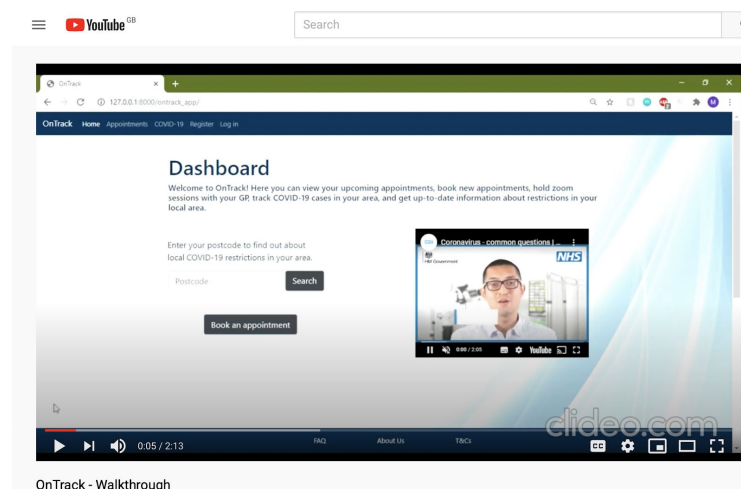 YouTube GB
Search
OnTrack
127.0.0.1:8000/ontrack_app/
M
OnTrack Home Appointments COVID-19 Register Log in
Dashboard
Welcome to OnTrack! Here you can view your upcoming appointments, book new appointments, hold zoom
sessions with your GP, track COVID-19 cases in your area, and get up-to-date information about restrictions in your
local area.
Enter your postcode to find out about
local COVID-19 restrictions in your area.
Postcode
Search
Book an appointment
Coronavirus - common questions | ...
HM Government
NHS
0:00 / 2:05
YouTube
clideo.com
0:05 / 2:13
FAQ
About Us
T&Cs
CC
OnTrack - Walkthrough